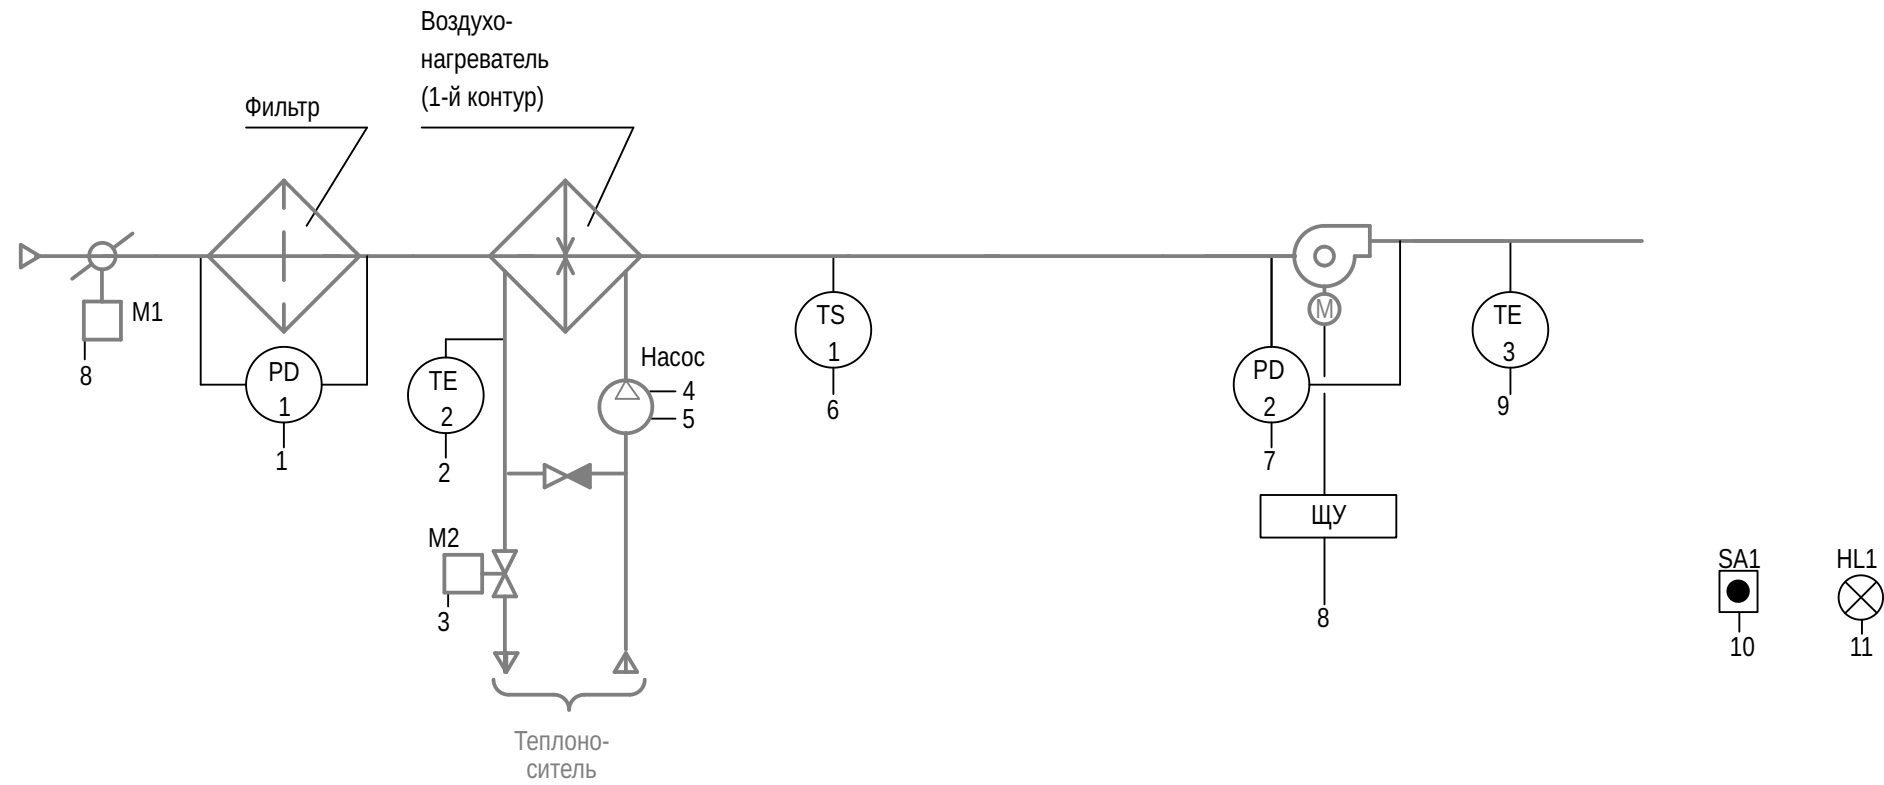 Воздухо-
нагреватель
(1-й контур)
Фильтр
M1
8
PD
1
1
TE
2
2
Насос
4
5
M2
3
Теплоно-
ситель
TS
1
6
M
PD
2
7
ЩУ
8
TE
3
9
SA1
10
HL1
11